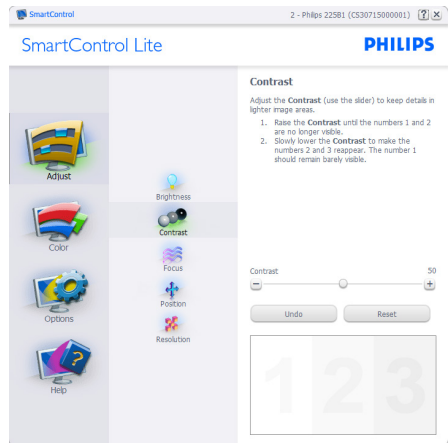 SmartControl
2 - Philips 225B1 (CS30715000001)
SmartControl Lite
PHILIPS
Adjust
Color
Options
Help
Brightness
Contrast
Focus
Position
Resolution
Contrast
Adjust the Contrast (use the slider) to keep details in
lighter image areas.
1. Raise the Contrast until the numbers 1 and 2
are no longer visible.
2. Slowly lower the Contrast to make the
numbers 2 and 3 reappear. The number 1
should remain barely visible.
Contrast 50
Undo Reset
1 2 3